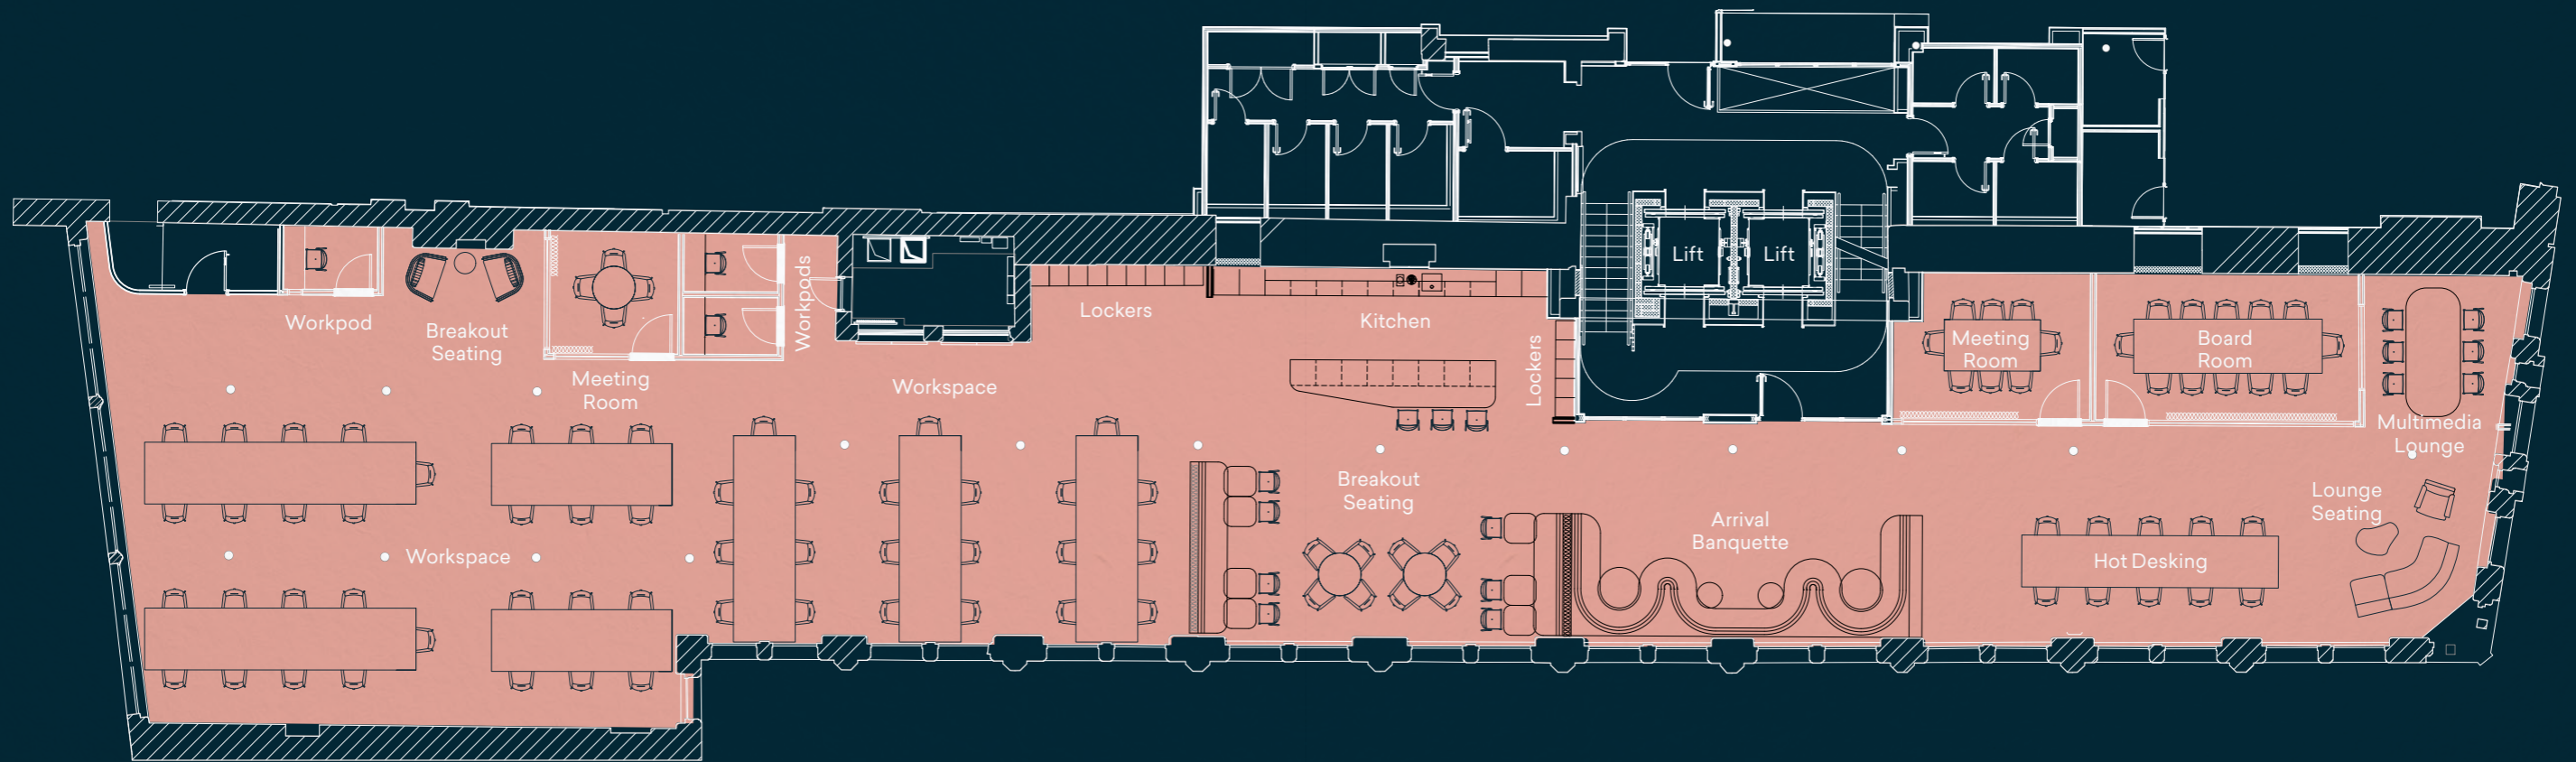 Lift
Lift
Workpod
Breakout
Seating
Meeting
Room
Workpods
Workspace
Lockers
Kitchen
Lockers
Meeting
Room
Board
Room
Multimedia
Lounge
Workspace
Breakout
Seating
Arrival
Banquette
Hot Desking
Lounge
Seating